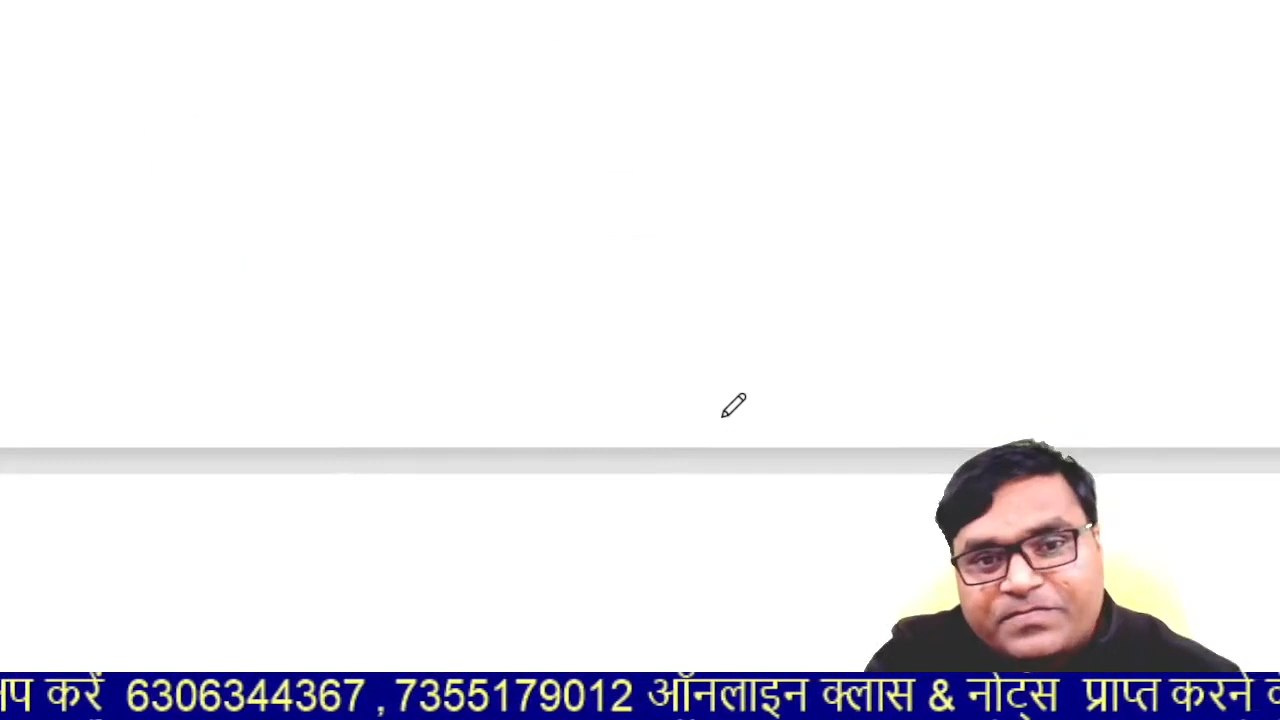 करें 6306344367 , 7355179012 ऑनलाइन क्लास & नोट्स प्राप्त करने